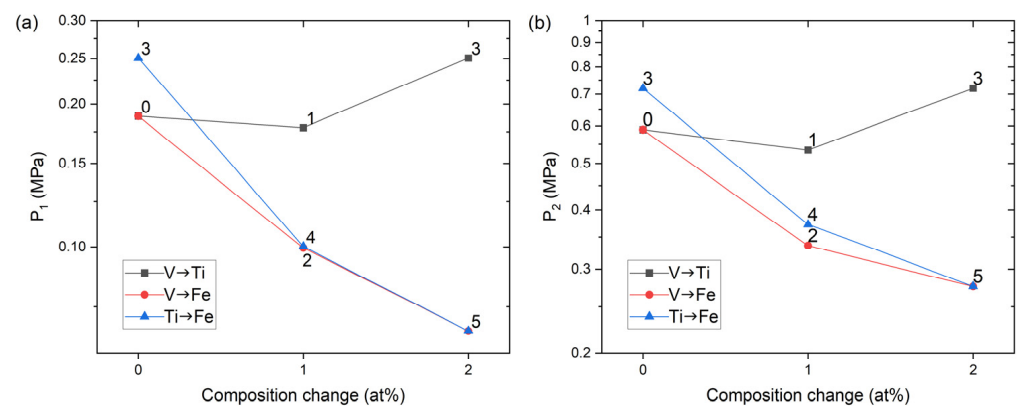 (a)
0.30
0.25
0.20
0.15
0.10
P₁ (MPa)
3
0
1
3
4
2
5
V→Ti
V→Fe
Ti→Fe
0 1 2
Composition change (at%)
(b)
1
0.9
0.8
0.7
0.6
0.5
0.4
0.3
0.2
P₂ (MPa)
3
0
1
3
4
2
5
V→Ti
V→Fe
Ti→Fe
0 1 2
Composition change (at%)